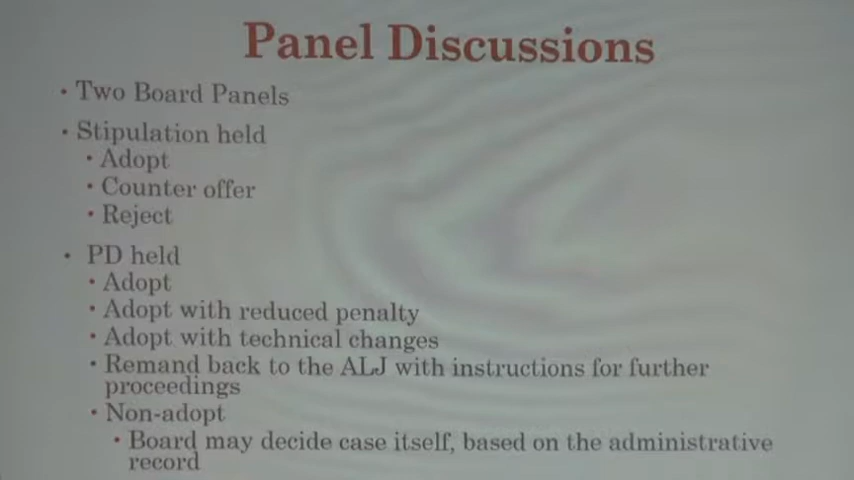 Panel Discussions
• Two Board Panels
• Stipulation held
• Adopt
• Counter offer
• Reject
• PD held
• Adopt
• Adopt with reduced penalty
• Adopt with technical changes
• Remand back to the ALJ with instructions for further
proceedings
• Non-adopt
• Board may decide case itself, based on the administrative
record